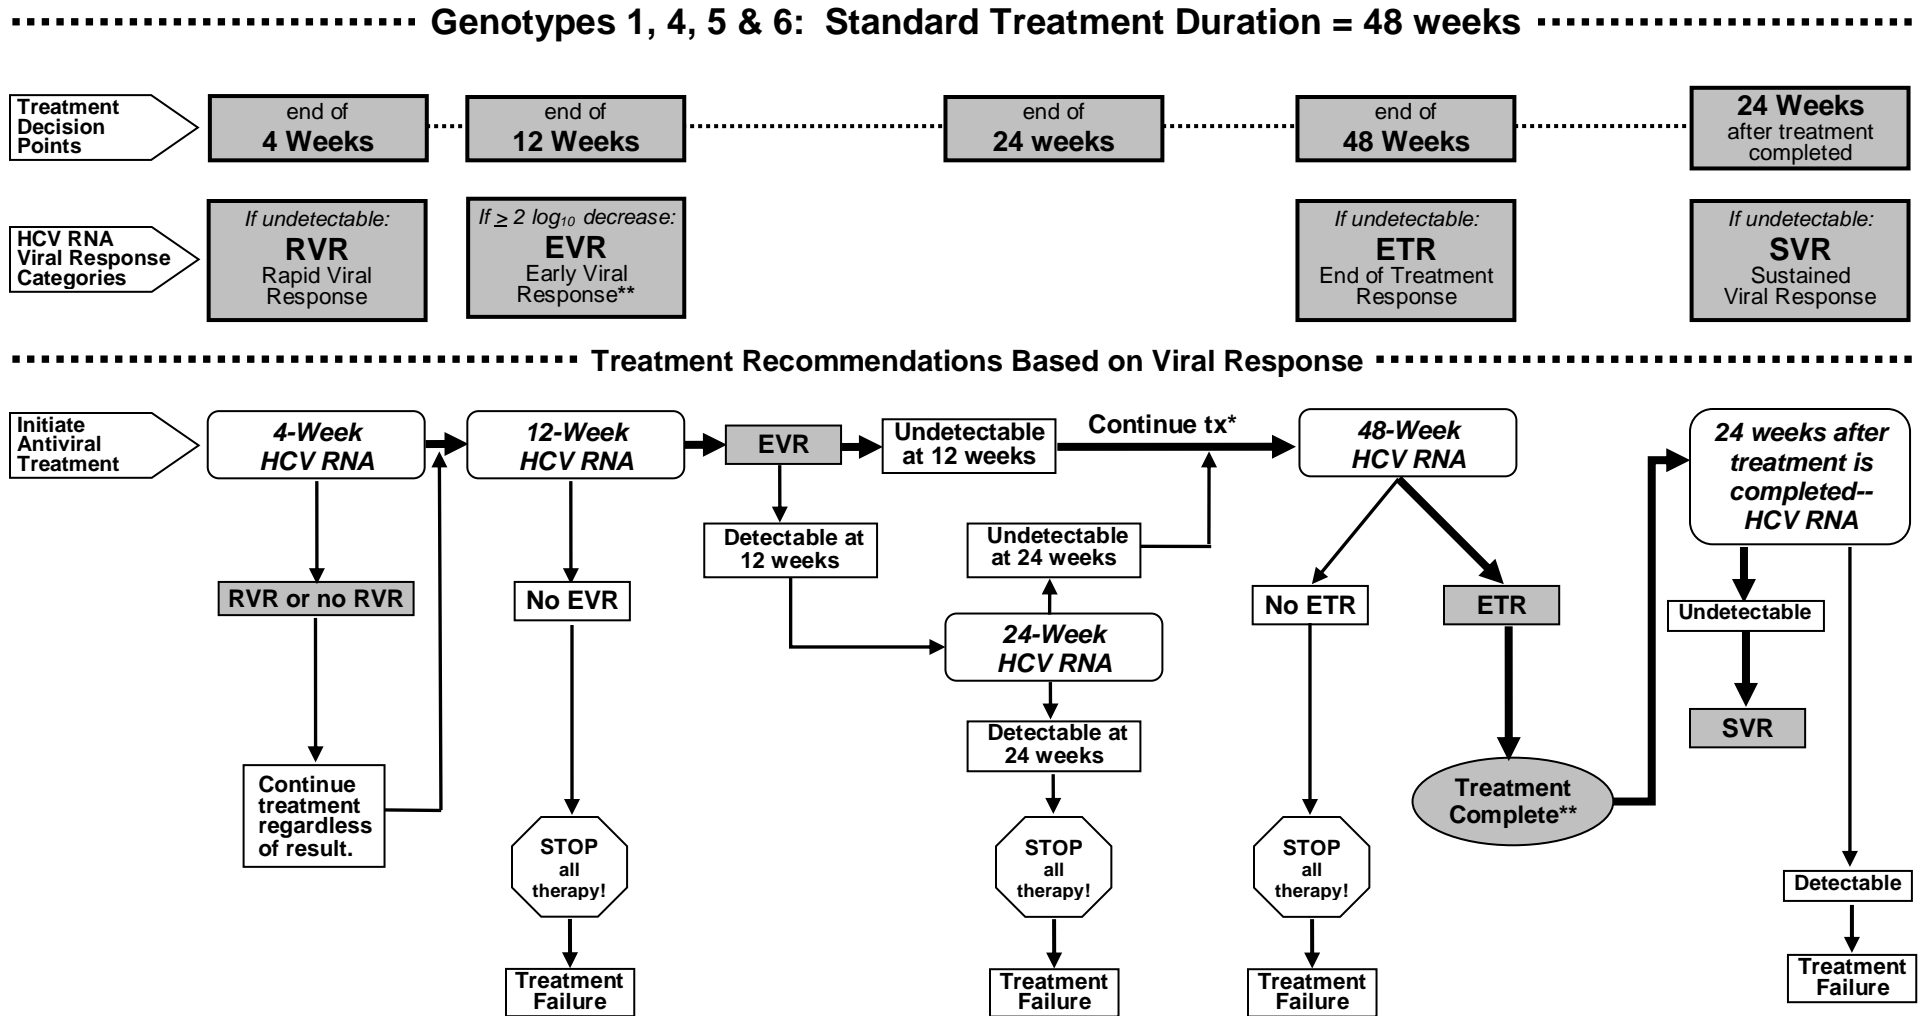 Genotypes 1, 4, 5 & 6: Standard Treatment Duration = 48 weeks
Treatment
Decision
Points
end of
4 Weeks
end of
12 Weeks
end of
24 weeks
end of
48 Weeks
24 Weeks
after treatment
completed
HCV RNA
Viral Response
Categories
If undetectable:
RVR
Rapid Viral
Response
If ≥ 2 log₁₀ decrease:
EVR
Early Viral
Response**
If undetectable:
ETR
End of Treatment
Response
If undetectable:
SVR
Sustained
Viral Response
Treatment Recommendations Based on Viral Response
Initiate
Antiviral
Treatment
4-Week
HCV RNA
12-Week
HCV RNA
EVR
Undetectable
at 12 weeks
Continue tx*
48-Week
HCV RNA
24 weeks after
treatment is
completed--
HCV RNA
Detectable at
12 weeks
Undetectable
at 24 weeks
RVR or no RVR
No EVR
24-Week
HCV RNA
No ETR
ETR
Undetectable
Detectable at
24 weeks
SVR
Continue
treatment
regardless
of result.
Treatment
Complete**
STOP
all
therapy!
STOP
all
therapy!
STOP
all
therapy!
Detectable
Treatment
Failure
Treatment
Failure
Treatment
Failure
Treatment
Failure